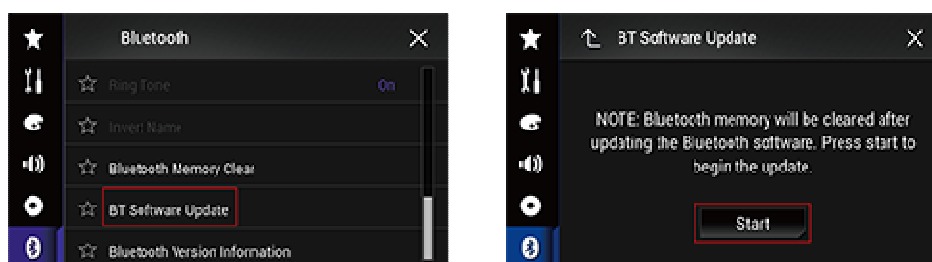 Bluetooth
Ring Tone On
Invert Name
Bluetooth Memory Clear
BT Software Update
Bluetooth Version Information
BT Software Update
NOTE: Bluetooth memory will be cleared after
updating the Bluetooth software. Press start to
begin the update.
Start